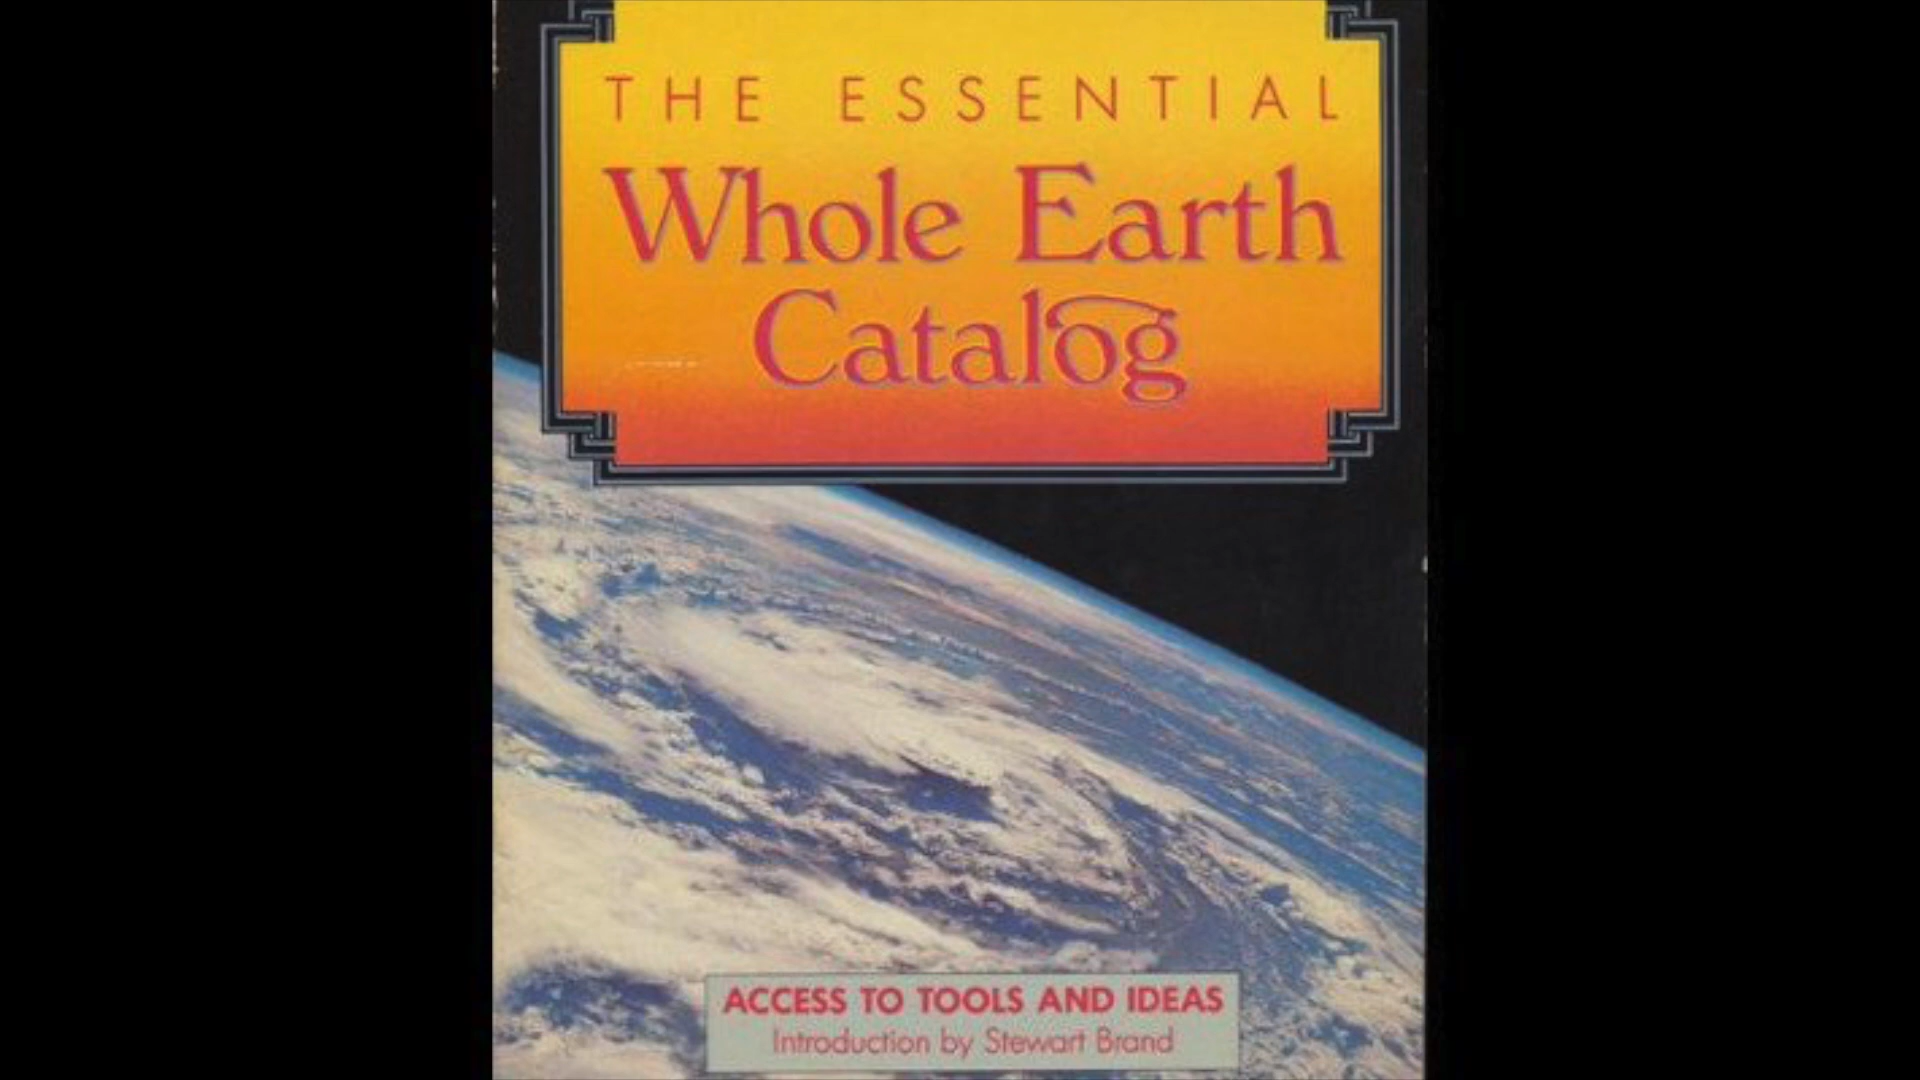 THE ESSENTIAL
Whole Earth
Catalog
ACCESS TO TOOLS AND IDEAS
Introduction by Stewart Brand